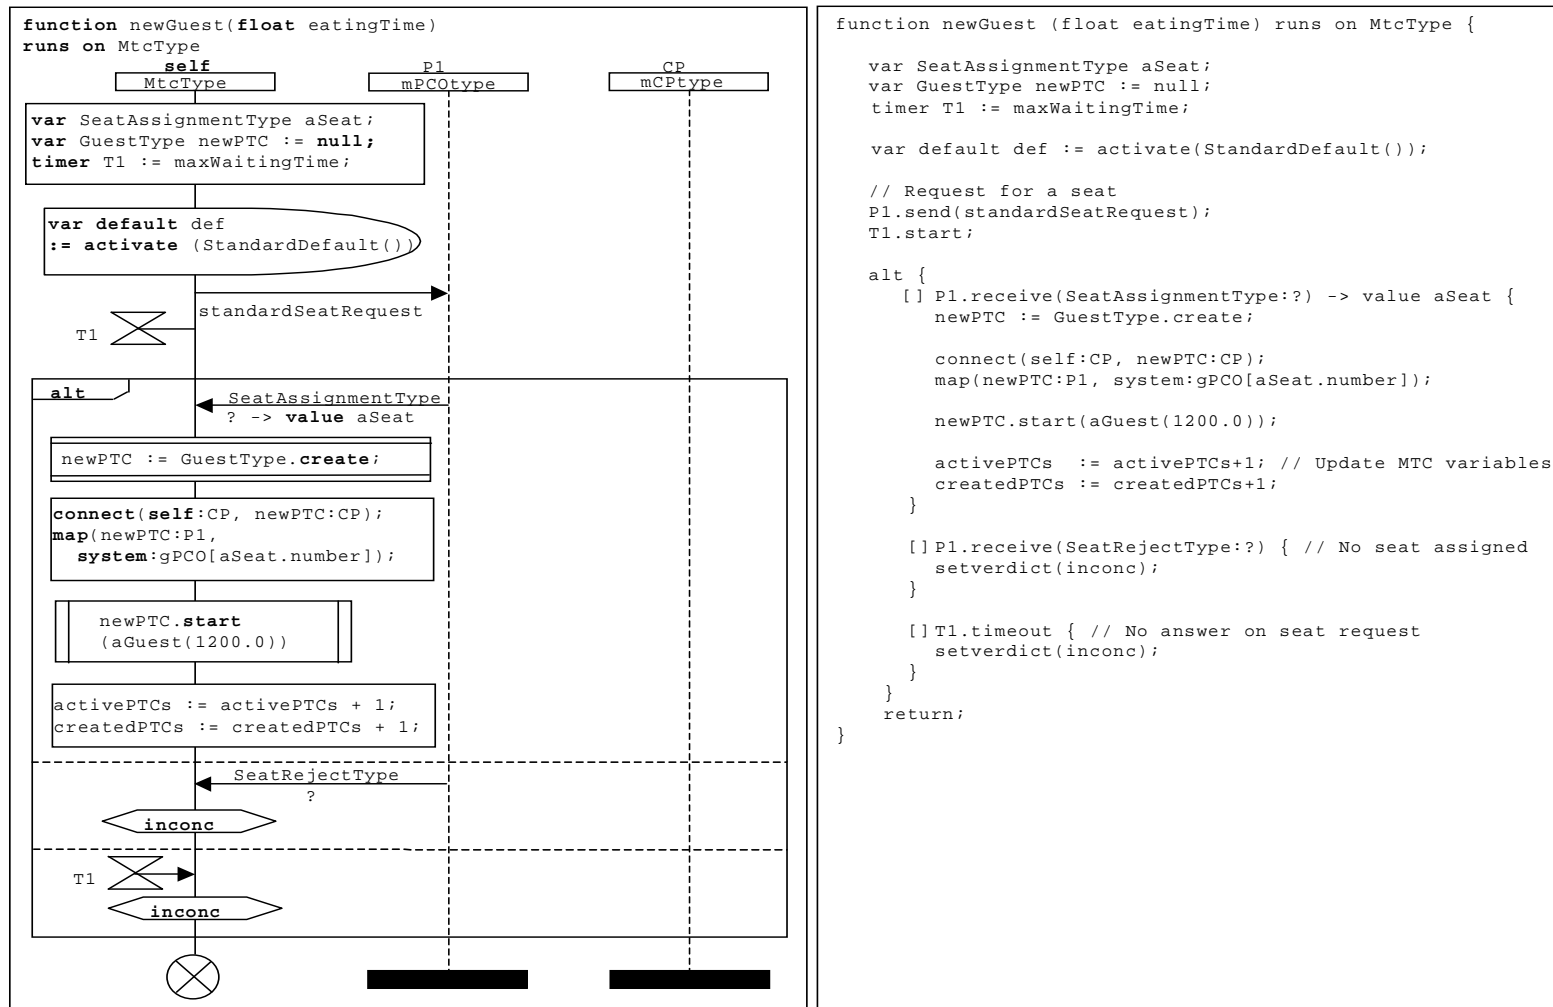 function newGuest(float eatingTime)
runs on MtcType
self P1 CP
MtcType mPCOtype mCPtype
var SeatAssignmentType aSeat;
var GuestType newPTC := null;
timer T1 := maxWaitingTime;
var default def
:= activate (StandardDefault())
standardSeatRequest
T1
alt
SeatAssignmentType
? -> value aSeat
newPTC := GuestType.create;
connect(self:CP, newPTC:CP);
map(newPTC:P1,
system:gPCO[aSeat.number]);
newPTC.start
(aGuest(1200.0))
activePTCs := activePTCs + 1;
createdPTCs := createdPTCs + 1;
SeatRejectType
?
inconc
T1
inconc
function newGuest (float eatingTime) runs on MtcType {
var SeatAssignmentType aSeat;
var GuestType newPTC := null;
timer T1 := maxWaitingTime;
var default def := activate(StandardDefault());
// Request for a seat
P1.send(standardSeatRequest);
T1.start;
alt {
[] P1.receive(SeatAssignmentType:?) -> value aSeat {
newPTC := GuestType.create;
connect(self:CP, newPTC:CP);
map(newPTC:P1, system:gPCO[aSeat.number]);
newPTC.start(aGuest(1200.0));
activePTCs := activePTCs+1; // Update MTC variables
createdPTCs := createdPTCs+1;
}
[] P1.receive(SeatRejectType:?) { // No seat assigned
setverdict(inconc);
}
[] T1.timeout { // No answer on seat request
setverdict(inconc);
}
}
return;
}